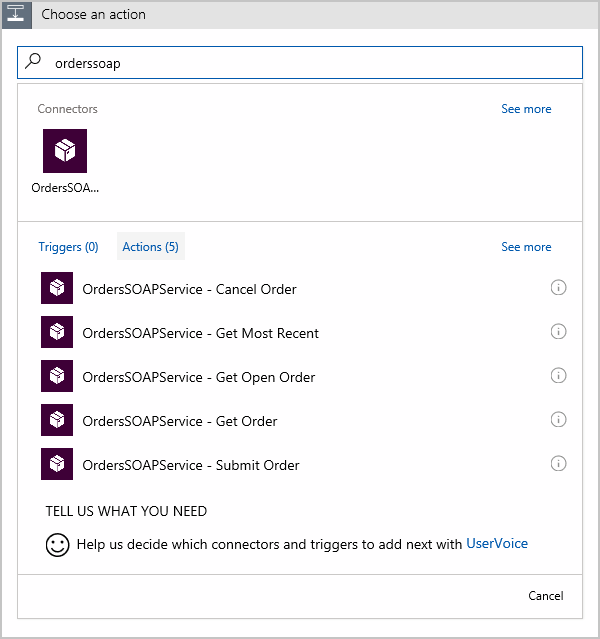 Choose an action
orderssoap
Connectors See more
OrdersSOA...
Triggers (0) Actions (5) See more
OrdersSOAPService - Cancel Order
OrdersSOAPService - Get Most Recent
OrdersSOAPService - Get Open Order
OrdersSOAPService - Get Order
OrdersSOAPService - Submit Order
TELL US WHAT YOU NEED
Help us decide which connectors and triggers to add next with UserVoice
Cancel